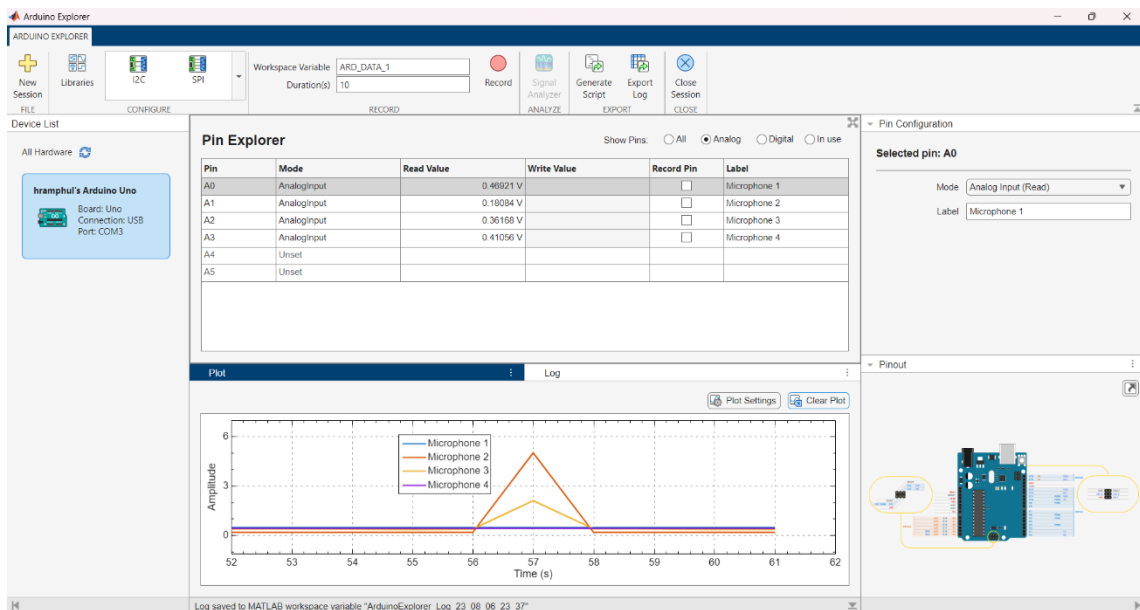 Arduino Explorer
ARDUINO EXPLORER
New Session
Libraries
I2C
SPI
Workspace Variable ARD_DATA_1
Duration(s) 10
Record
Signal Analyzer
Generate Script
Export Log
Close Session
FILE CONFIGURE RECORD ANALYZE EXPORT CLOSE
Device List
All Hardware
hramphul's Arduino Uno
Board: Uno
Connection: USB
Port: COM3
Pin Explorer
Show Pins: All Analog Digital In use
Pin Mode Read Value Write Value Record Pin Label
A0 AnalogInput 0.46921 V Microphone 1
A1 AnalogInput 0.18084 V Microphone 2
A2 AnalogInput 0.36168 V Microphone 3
A3 AnalogInput 0.41056 V Microphone 4
A4 Unset
A5 Unset
Plot Log
Plot Settings Clear Plot
Microphone 1
Microphone 2
Microphone 3
Microphone 4
Amplitude
6
3
0
52 53 54 55 56 57 58 59 60 61 62
Time (s)
Log saved to MATLAB workspace variable "ArduinoExplorer_Log_23_08_06_23_37"
Pin Configuration
Selected pin: A0
Mode Analog Input (Read)
Label Microphone 1
Pinout